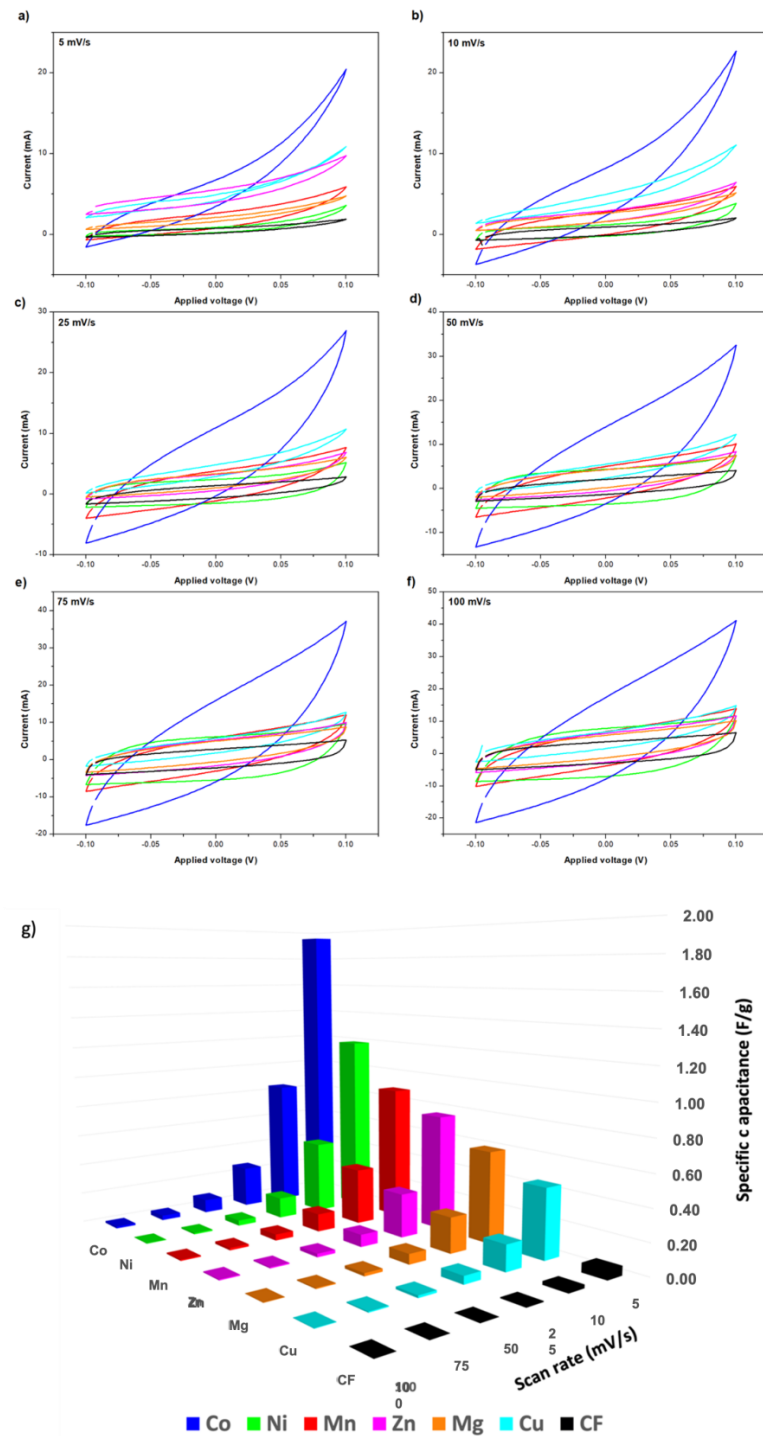 a)
5 mV/s
20
10
0
Current (mA)
-0.10 -0.05 0.00 0.05 0.10
Applied voltage (V)
b)
10 mV/s
20
10
0
Current (mA)
-0.10 -0.05 0.00 0.05 0.10
Applied voltage (V)
c)
25 mV/s
30
20
10
0
-10
Current (mA)
-0.10 -0.05 0.00 0.05 0.10
Applied voltage (V)
d)
50 mV/s
40
30
20
10
0
-10
Current (mA)
-0.10 -0.05 0.00 0.05 0.10
Applied voltage (V)
e)
75 mV/s
40
30
20
10
0
-10
-20
Current (mA)
-0.10 -0.05 0.00 0.05 0.10
Applied voltage (V)
f)
100 mV/s
50
40
30
20
10
0
-10
-20
Current (mA)
-0.10 -0.05 0.00 0.05 0.10
Applied voltage (V)
g)
2.00
1.80
1.60
1.40
1.20
1.00
0.80
0.60
0.40
0.20
0.00
Specific c apacitance (F/g)
Co
Ni
Mn
Zn
Mg
Cu
CF
10
0
75
50
2
5
10
5
Scan rate (mV/s)
Co Ni Mn Zn Mg Cu CF